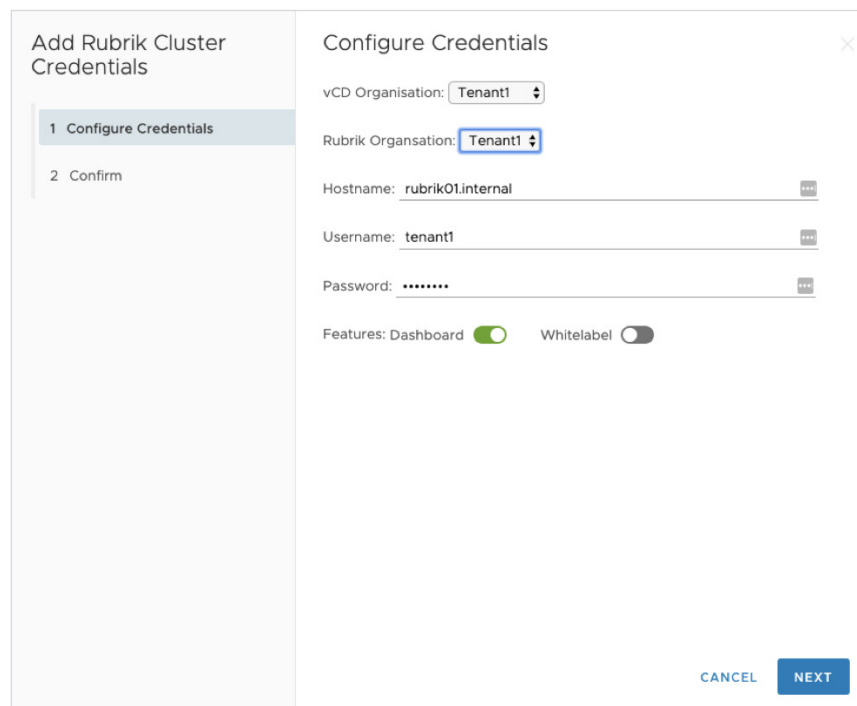 Add Rubrik Cluster
Credentials
1 Configure Credentials
2 Confirm
Configure Credentials
vCD Organisation: Tenant1
Rubrik Organsation: Tenant1
Hostname: rubrik01.internal
Username: tenant1
Password: ••••••••
Features: Dashboard Whitelabel
CANCEL NEXT